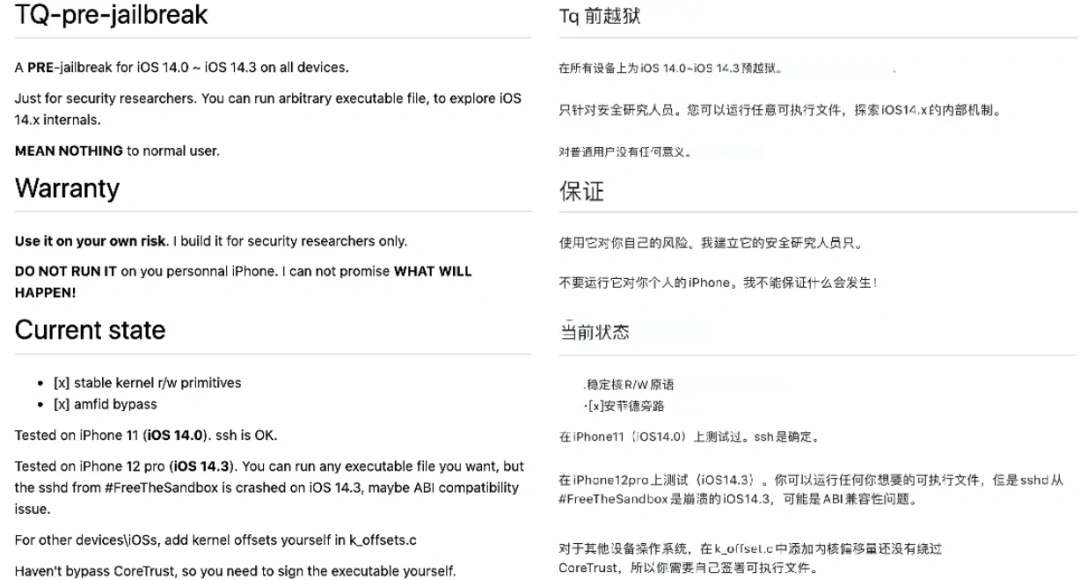 TQ-pre-jailbreak
A PRE-jailbreak for iOS 14.0 ~ iOS 14.3 on all devices.
Just for security researchers. You can run arbitrary executable file, to explore iOS
14.x internals.
MEAN NOTHING to normal user.
Warranty
Use it on your own risk. I build it for security researchers only.
DO NOT RUN IT on you personnal iPhone. I can not promise WHAT WILL
HAPPEN!
Current state
• [x] stable kernel r/w primitives
• [x] amfid bypass
Tested on iPhone 11 (iOS 14.0). ssh is OK.
Tested on iPhone 12 pro (iOS 14.3). You can run any executable file you want, but
the sshd from #FreeTheSandbox is crashed on iOS 14.3, maybe ABI compatibility
issue.
For other devices\iOSs, add kernel offsets yourself in k_offsets.c
Haven't bypass CoreTrust, so you need to sign the executable yourself.
Tq 前越狱
在所有设备上为iOS 14.0~iOS 14.3预越狱。
只针对安全研究人员。您可以运行任意可执行文件，探索iOS14.x的内部机制。
对普通用户没有任何意义。
保证
使用它对你自己的风险。我建立它的安全研究人员只。
不要运行它对你个人的iPhone。我不能保证什么会发生！
当前状态
.稳定核R/W原语
·[x]安菲德旁路
在iPhone11（iOS14.0）上测试过。ssh是确定。
在iPhone12pro上测试（iOS14.3）。你可以运行任何你想要的可执行文件，但是sshd从
#FreeTheSandbox是崩溃的iOS14.3，可能是ABI兼容性问题。
对于其他设备操作系统，在k_offset.c中添加内核偏移量还没有绕过
CoreTrust，所以你需要自己签署可执行文件。